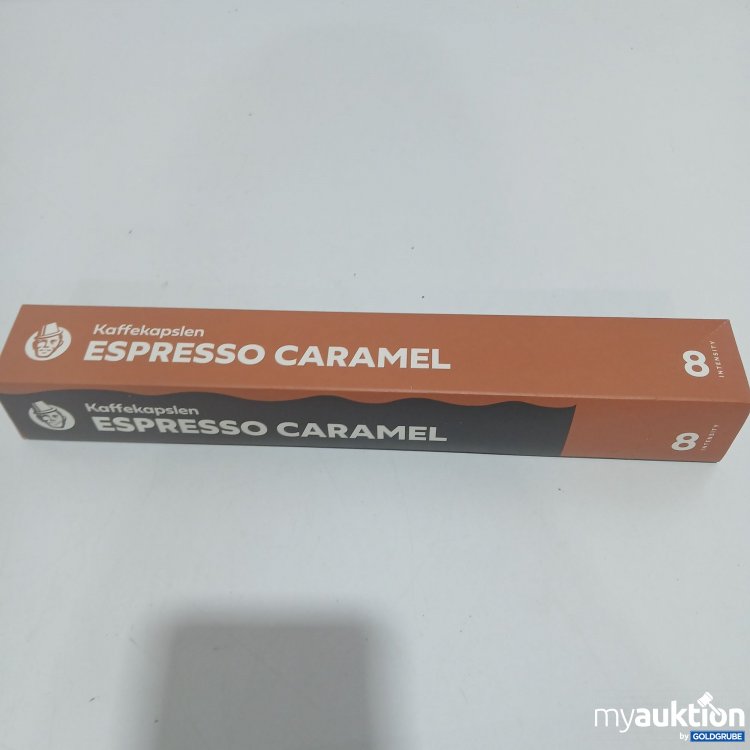 Kaffekapslen
ESPRESSO CARAMEL
8
INTENSITY
Kaffekapslen
ESPRESSO CARAMEL
8
INTENSITY
myauktion
by GOLDGRUBE